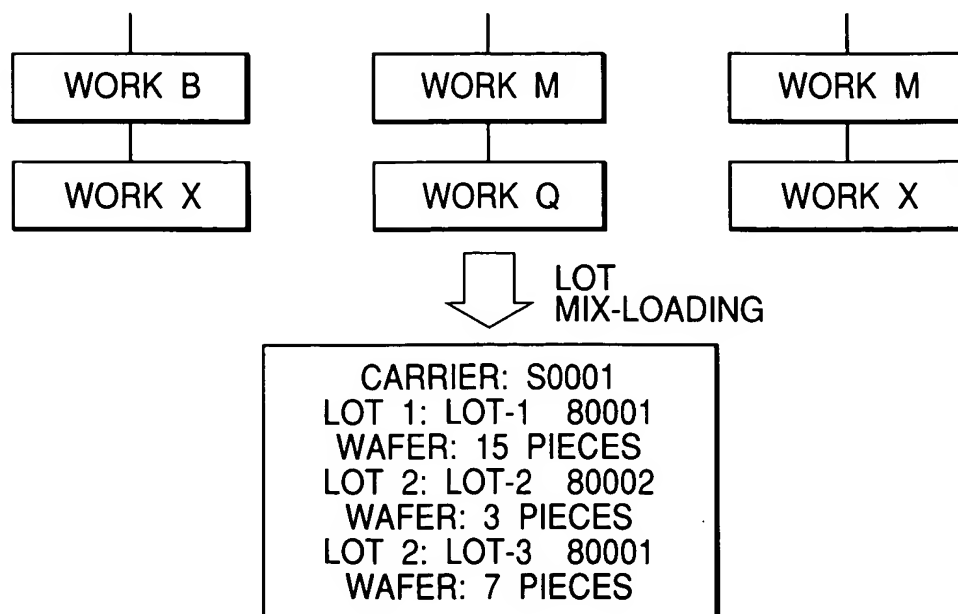 WORK B
WORK M
WORK M
WORK X
WORK Q
WORK X
LOT
MIX-LOADING
CARRIER: S0001
LOT 1: LOT-1 80001
WAFER: 15 PIECES
LOT 2: LOT-2 80002
WAFER: 3 PIECES
LOT 2: LOT-3 80001
WAFER: 7 PIECES